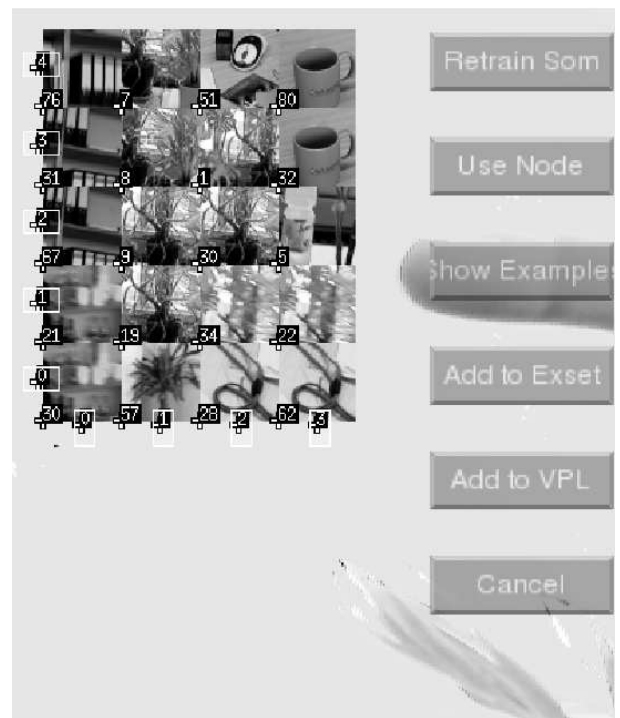 4
76 7 51 80
Retrain Som
3
31 8 1 32
Use Node
2
67 9 30 5
Show Examples
1
21 19 34 22
0
30 57 28 62
0 1 2 3
Add to Exset
Add to VPL
Cancel